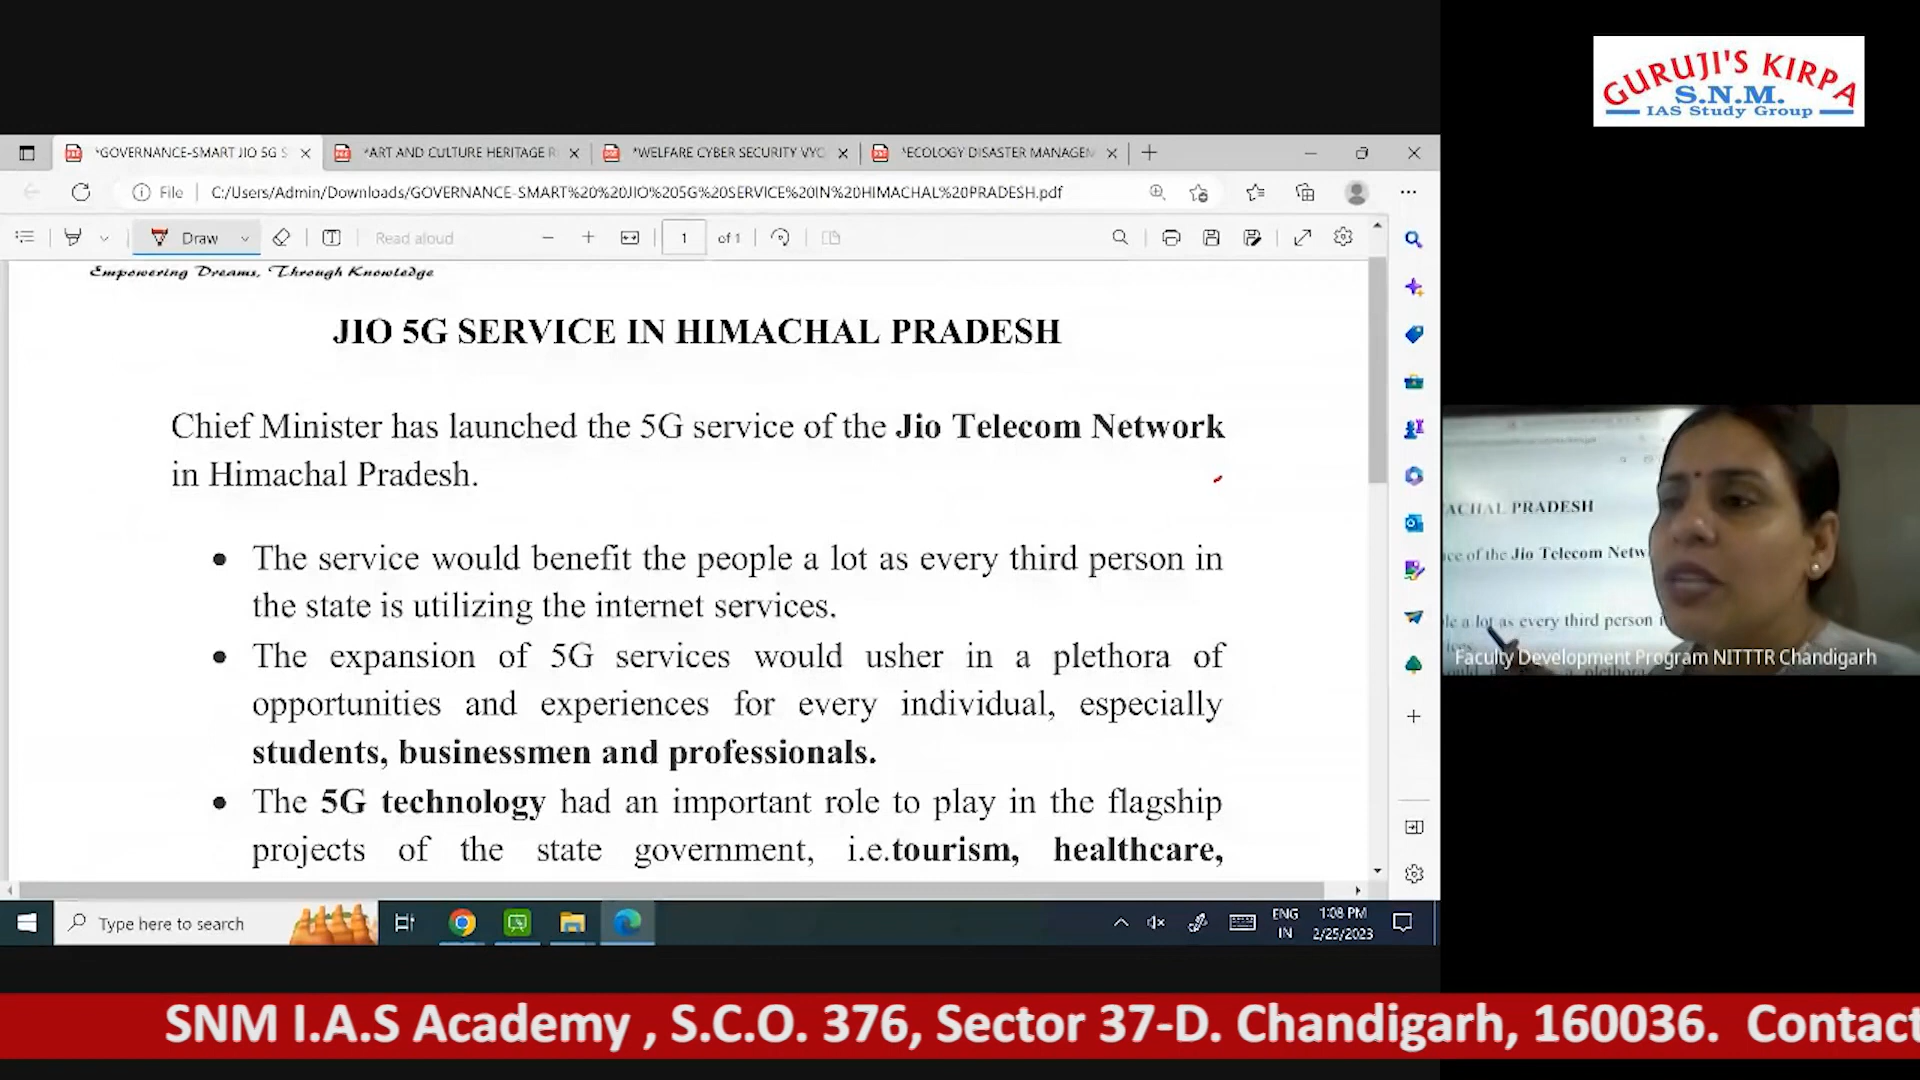 GURUJI'S KIRPA
S.N.M.
IAS Study Group
*GOVERNANCE-SMART JIO 5G S
*ART AND CULTURE HERITAGE R
*WELFARE CYBER SECURITY VYO
*ECOLOGY DISASTER MANAGEM
File
C:/Users/Admin/Downloads/GOVERNANCE-SMART%20%20JIO%205G%20SERVICE%20IN%20HIMACHAL%20PRADESH.pdf
Draw
Read aloud
1 of 1
Empowering Dreams, Through Knowledge
JIO 5G SERVICE IN HIMACHAL PRADESH
Chief Minister has launched the 5G service of the Jio Telecom Network
in Himachal Pradesh.
• The service would benefit the people a lot as every third person in
the state is utilizing the internet services.
• The expansion of 5G services would usher in a plethora of
opportunities and experiences for every individual, especially
students, businessmen and professionals.
• The 5G technology had an important role to play in the flagship
projects of the state government, i.e.tourism, healthcare,
ACHAL PRADESH
ce of the Jio Telecom Netw
le a lot as every third person
Faculty Development Program NITTTR Chandigarh
Type here to search
ENG
IN
1:08 PM
2/25/2023
SNM I.A.S Academy , S.C.O. 376, Sector 37-D. Chandigarh, 160036. Contact